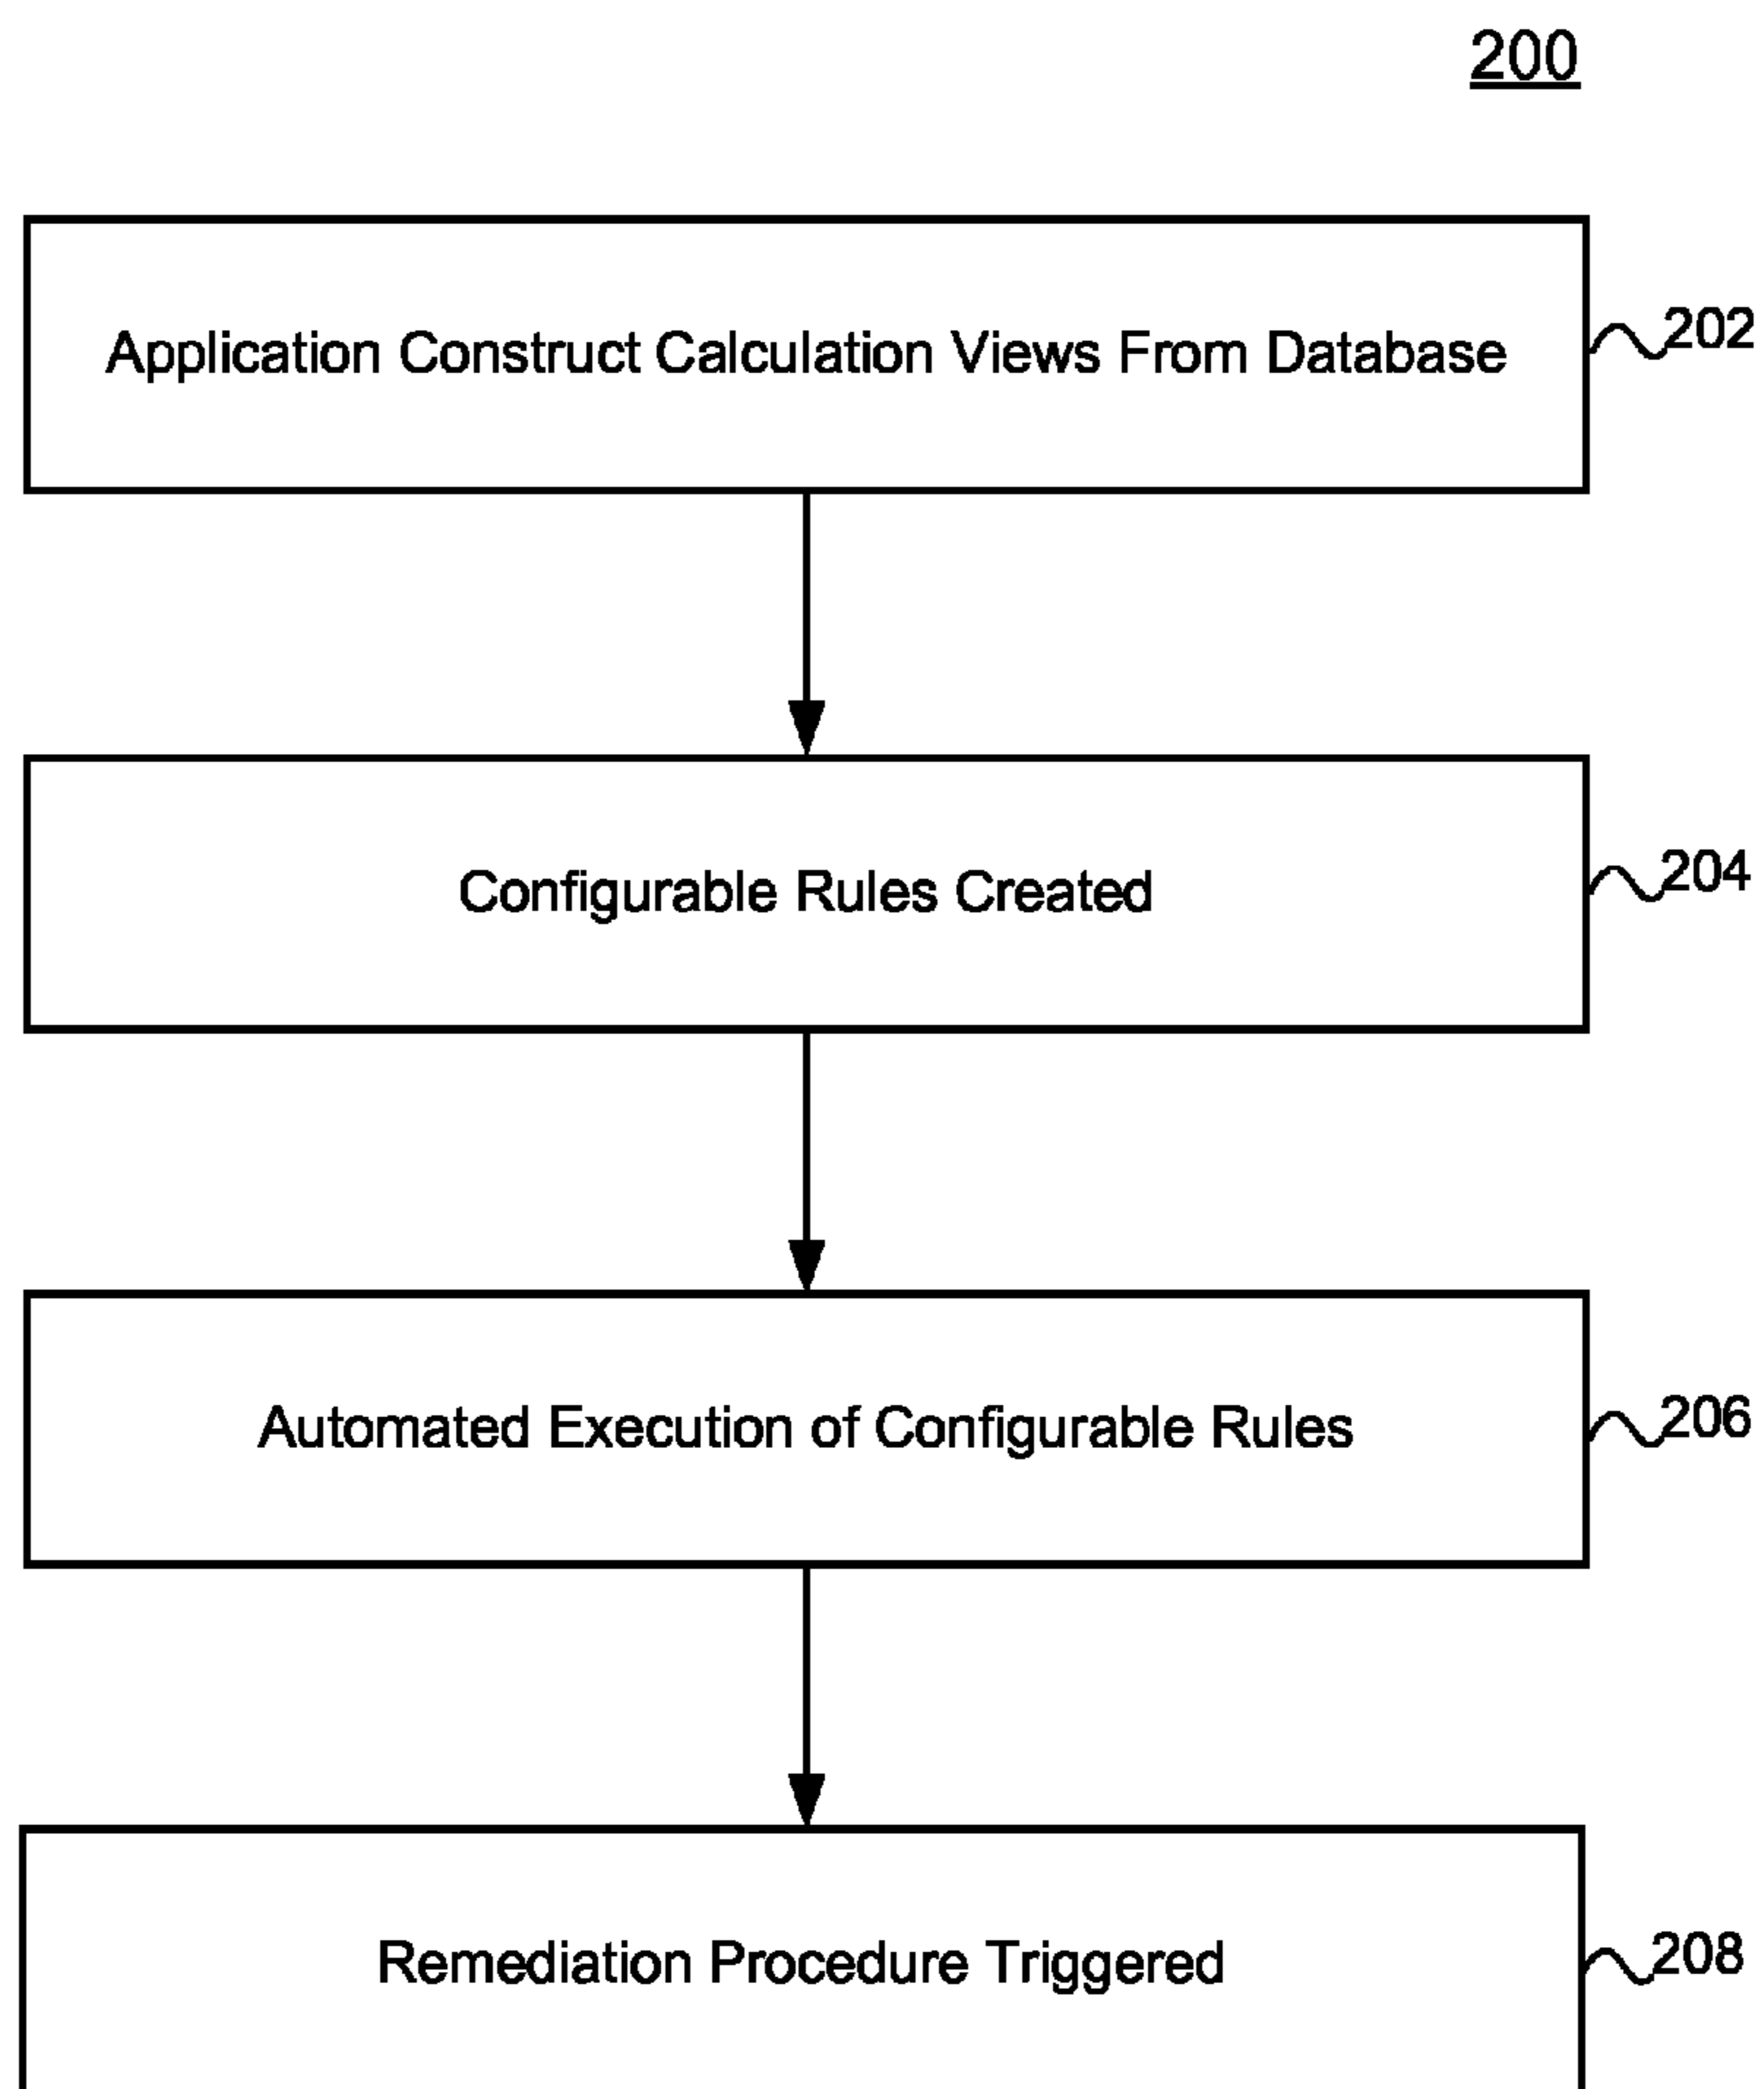 200
Application Construct Calculation Views From Database
202
Configurable Rules Created
204
Automated Execution of Configurable Rules
206
Remediation Procedure Triggered
208